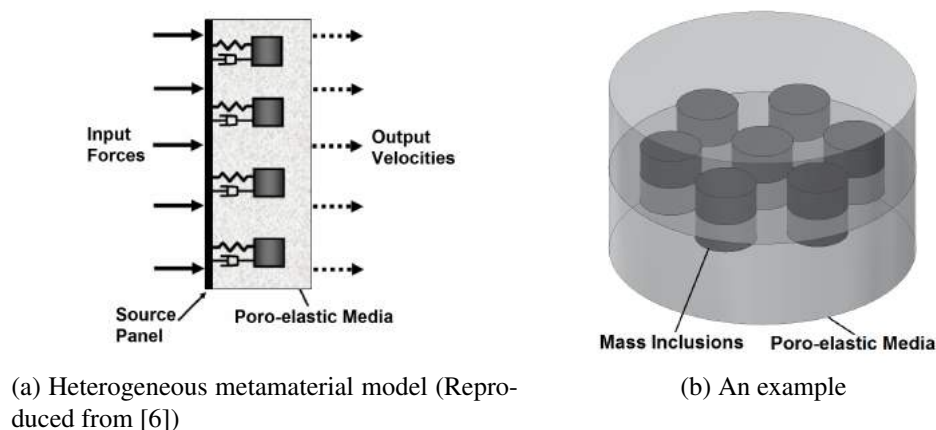 Input
Forces
Output
Velocities
Source
Panel
Poro-elastic Media
Mass Inclusions
Poro-elastic Media
(a) Heterogeneous metamaterial model (Repro-
duced from [6])
(b) An example